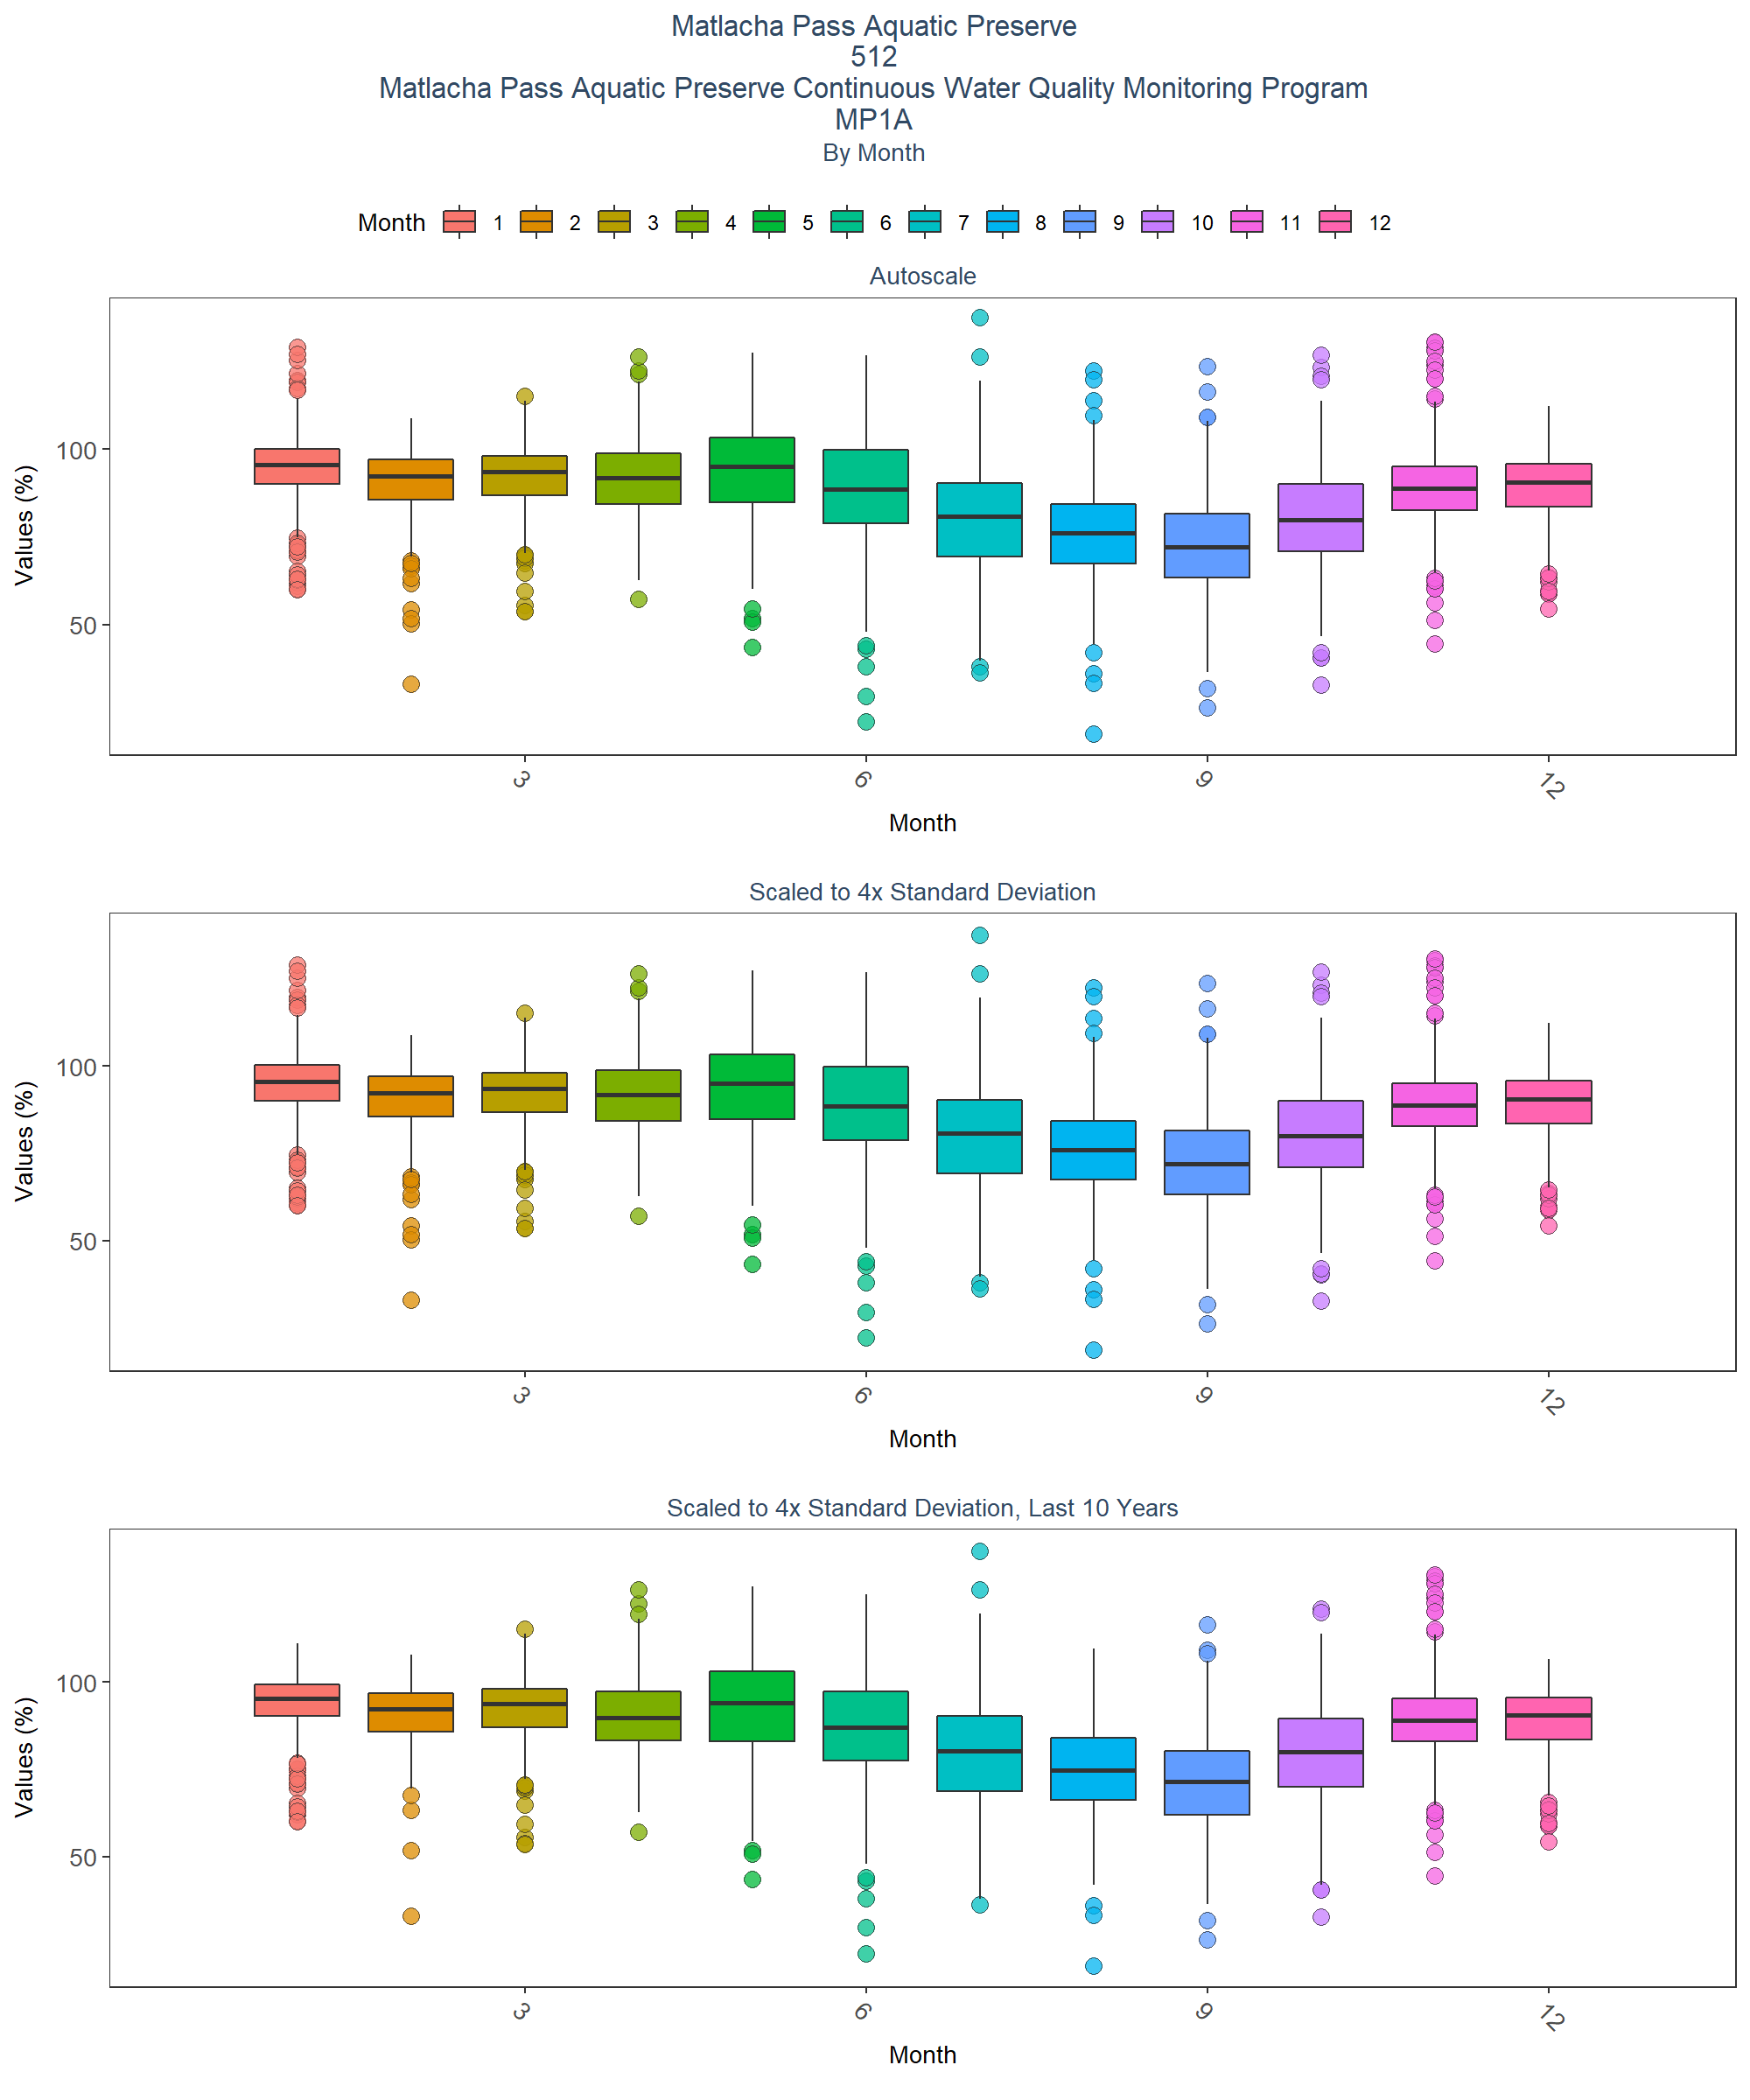 Matlacha Pass Aquatic Preserve
512
Matlacha Pass Aquatic Preserve Continuous Water Quality Monitoring Program
MP1A
By Month
Month 1 2 3 4 5 6 7 8 9 10 11 12
Autoscale
Values (%)
100
50
3 6 9 12
Month
Scaled to 4x Standard Deviation
Values (%)
100
50
3 6 9 12
Month
Scaled to 4x Standard Deviation, Last 10 Years
Values (%)
100
50
3 6 9 12
Month